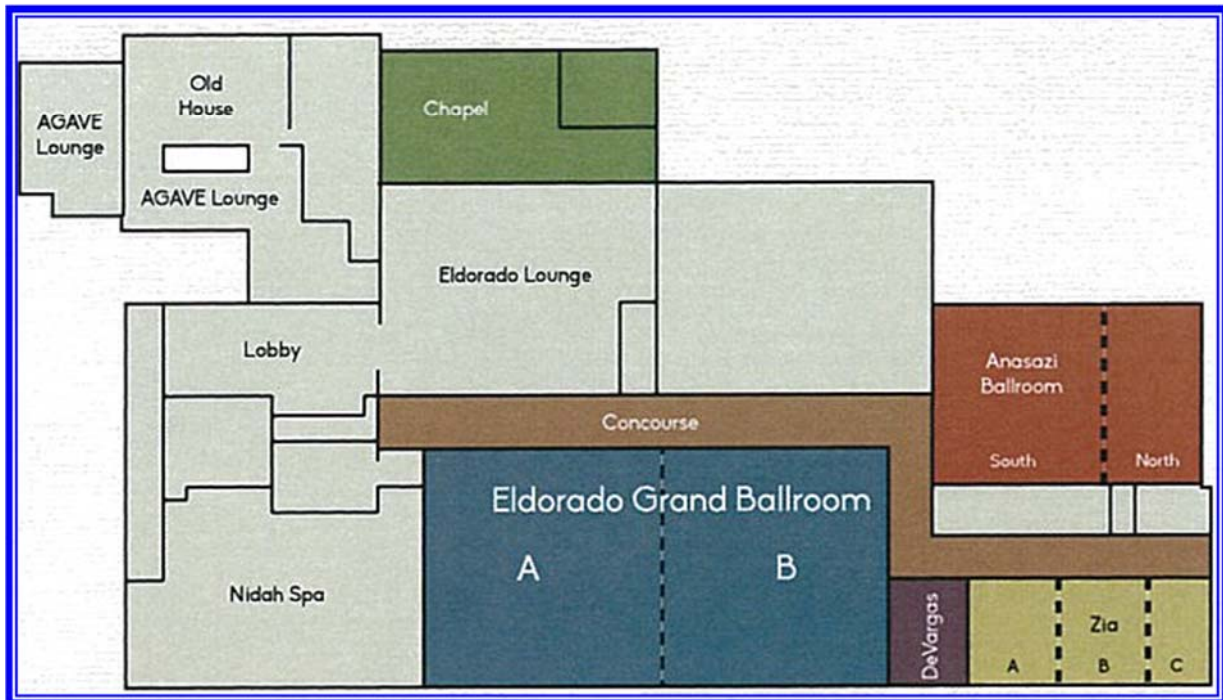 Old
House
AGAVE
Lounge
AGAVE Lounge
Chapel
Eldorado Lounge
Lobby
Anasazi
Ballroom
South
North
Concourse
Eldorado Grand Ballroom
A
B
Nidah Spa
DeVargas
Zia
A
B
C